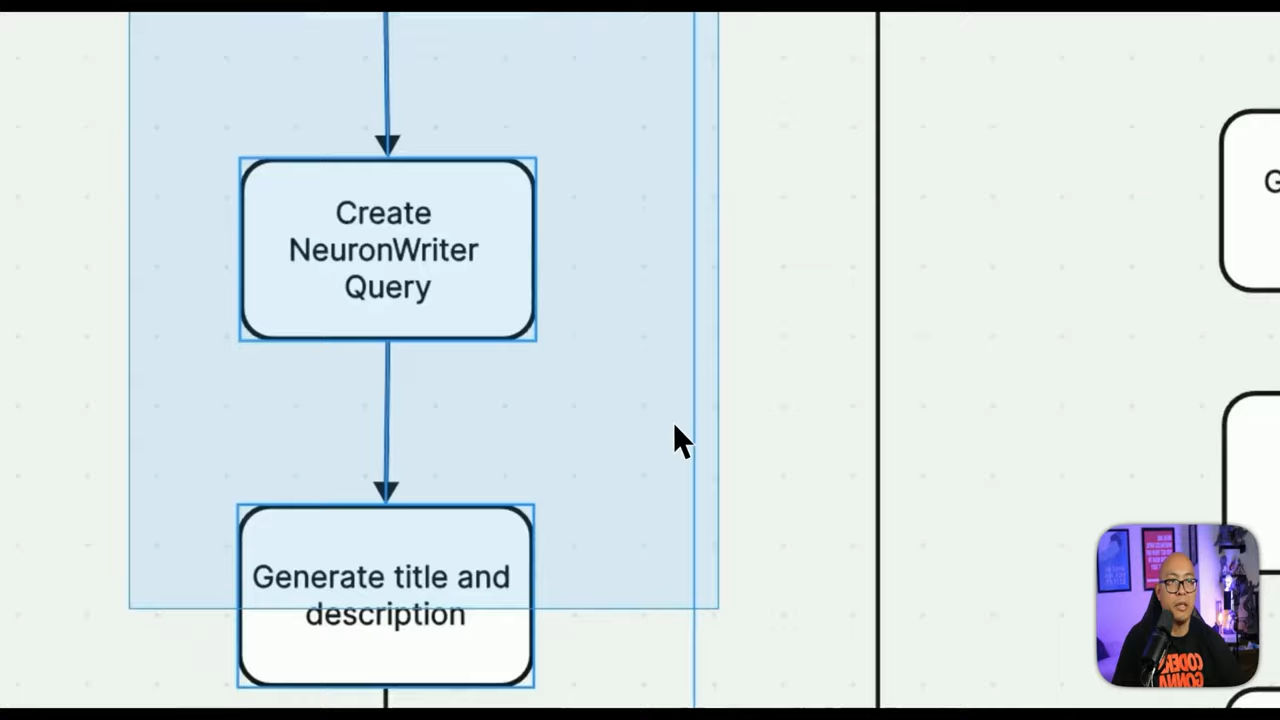 Create
NeuronWriter
Query
G
Generate title and
description